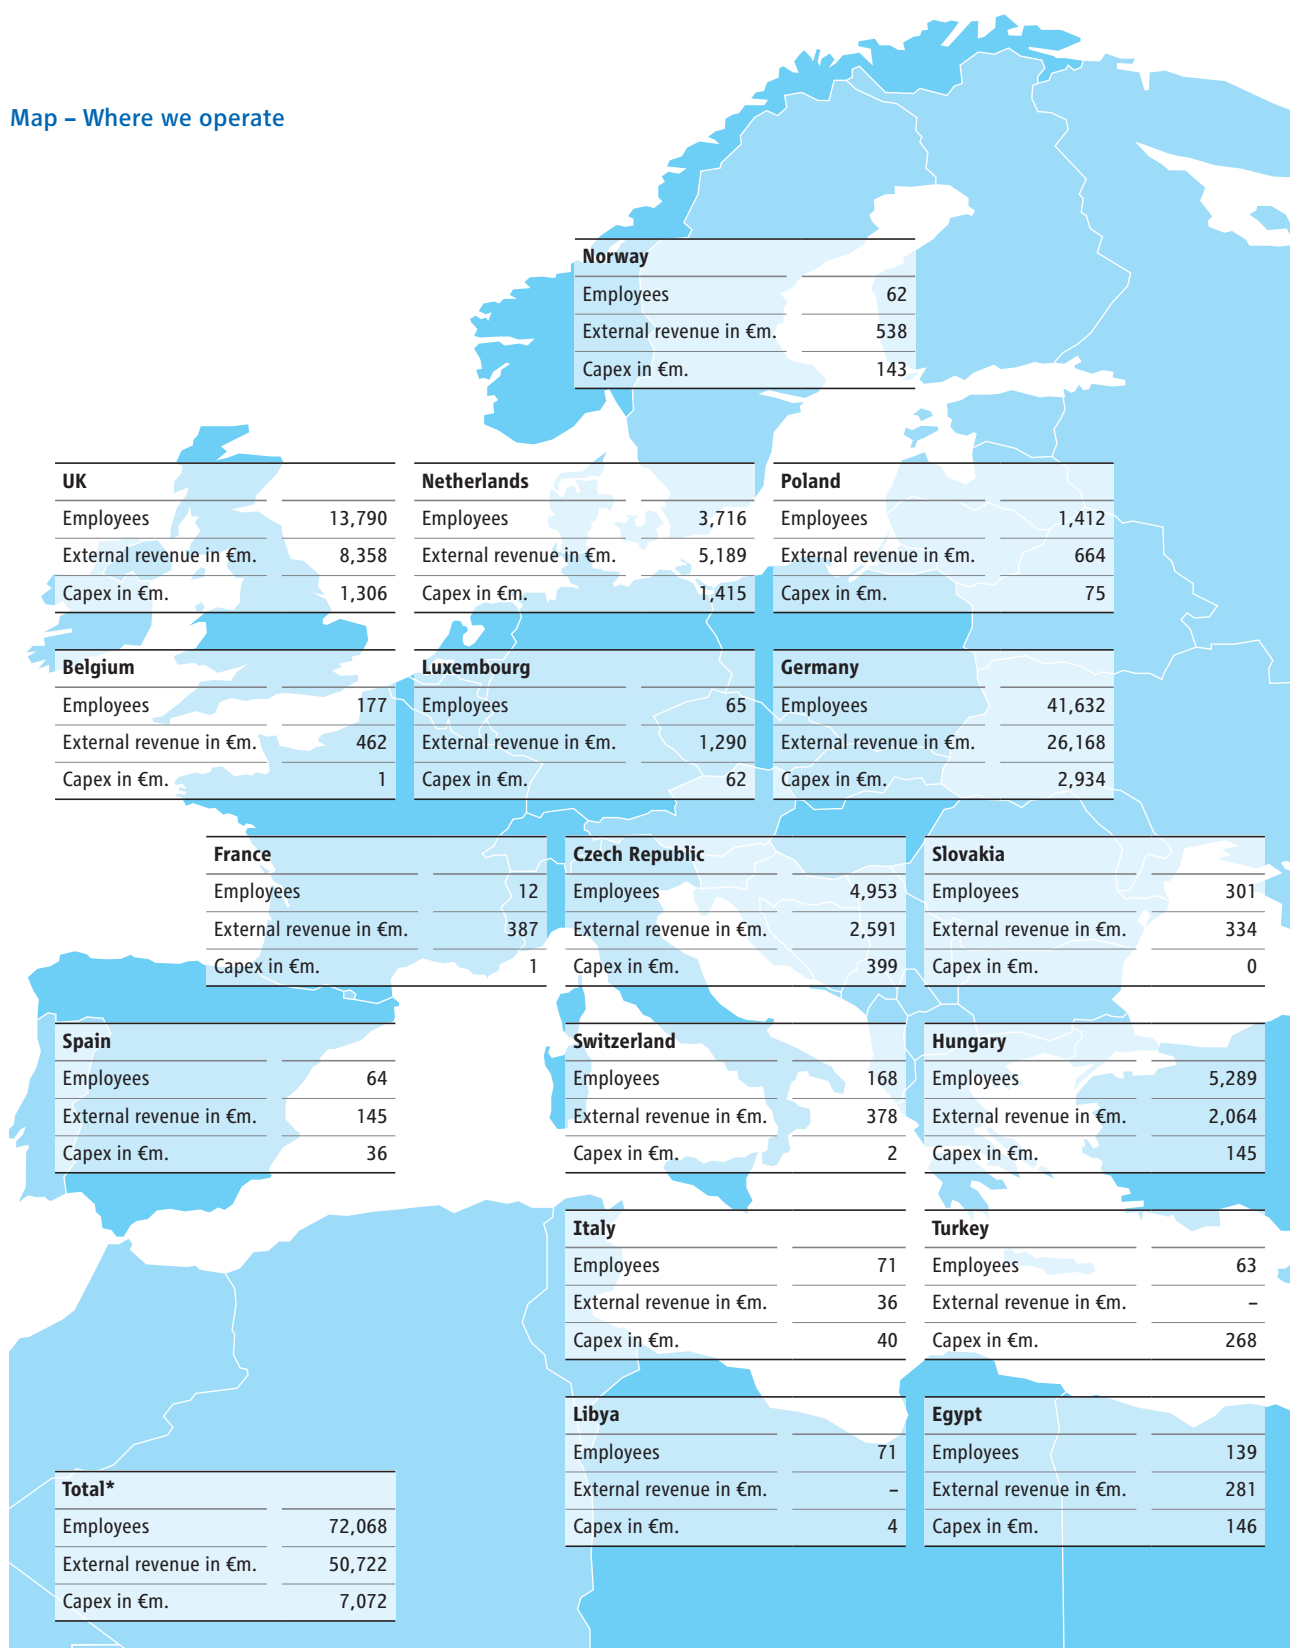 Map – Where we operate
Norway
Employees 62
External revenue in €m. 538
Capex in €m. 143
UK
Employees 13,790
External revenue in €m. 8,358
Capex in €m. 1,306
Netherlands
Employees 3,716
External revenue in €m. 5,189
Capex in €m. 1,415
Poland
Employees 1,412
External revenue in €m. 664
Capex in €m. 75
Belgium
Employees 177
External revenue in €m. 462
Capex in €m. 1
Luxembourg
Employees 65
External revenue in €m. 1,290
Capex in €m. 62
Germany
Employees 41,632
External revenue in €m. 26,168
Capex in €m. 2,934
France
Employees 12
External revenue in €m. 387
Capex in €m. 1
Czech Republic
Employees 4,953
External revenue in €m. 2,591
Capex in €m. 399
Slovakia
Employees 301
External revenue in €m. 334
Capex in €m. 0
Spain
Employees 64
External revenue in €m. 145
Capex in €m. 36
Switzerland
Employees 168
External revenue in €m. 378
Capex in €m. 2
Hungary
Employees 5,289
External revenue in €m. 2,064
Capex in €m. 145
Italy
Employees 71
External revenue in €m. 36
Capex in €m. 40
Turkey
Employees 63
External revenue in €m. –
Capex in €m. 268
Libya
Employees 71
External revenue in €m. –
Capex in €m. 4
Egypt
Employees 139
External revenue in €m. 281
Capex in €m. 146
Total*
Employees 72,068
External revenue in €m. 50,722
Capex in €m. 7,072